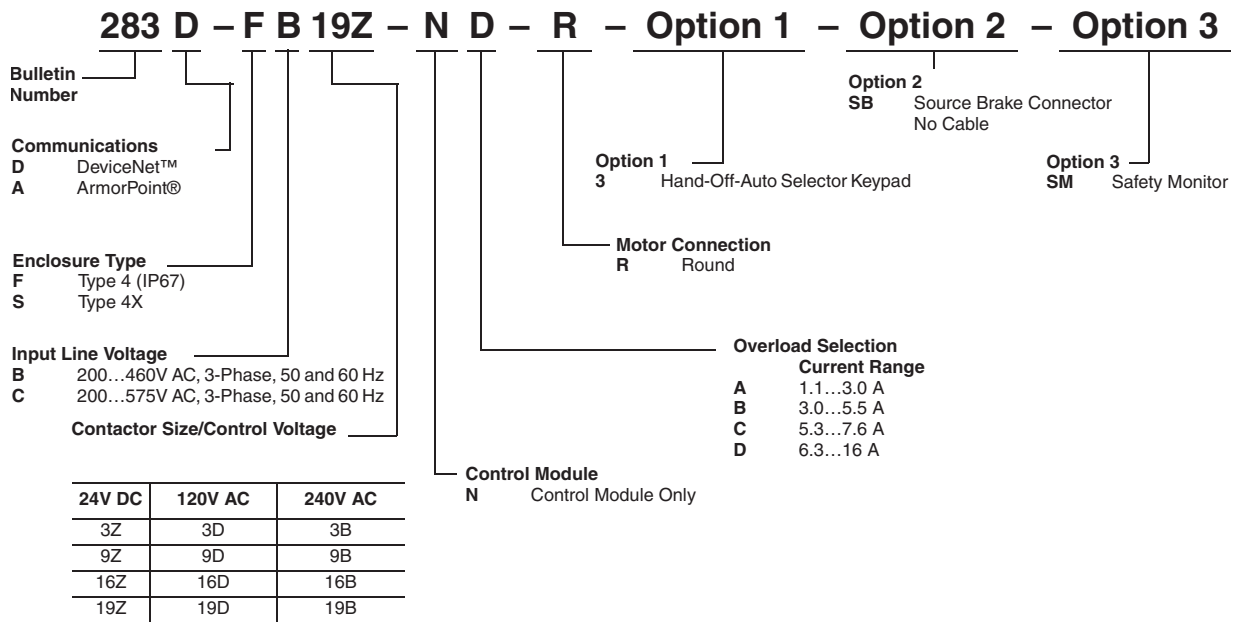 283 D – F B 19Z – N D – R – Option 1 – Option 2 – Option 3
Bulletin
Number
Communications
D DeviceNet™
A ArmorPoint®
Enclosure Type
F Type 4 (IP67)
S Type 4X
Input Line Voltage
B 200…460V AC, 3-Phase, 50 and 60 Hz
C 200…575V AC, 3-Phase, 50 and 60 Hz
Contactor Size/Control Voltage
24V DC 120V AC 240V AC
3Z 3D 3B
9Z 9D 9B
16Z 16D 16B
19Z 19D 19B
Control Module
N Control Module Only
Overload Selection
Current Range
A 1.1…3.0 A
B 3.0…5.5 A
C 5.3…7.6 A
D 6.3…16 A
Motor Connection
R Round
Option 1
3 Hand-Off-Auto Selector Keypad
Option 2
SB Source Brake Connector
No Cable
Option 3
SM Safety Monitor